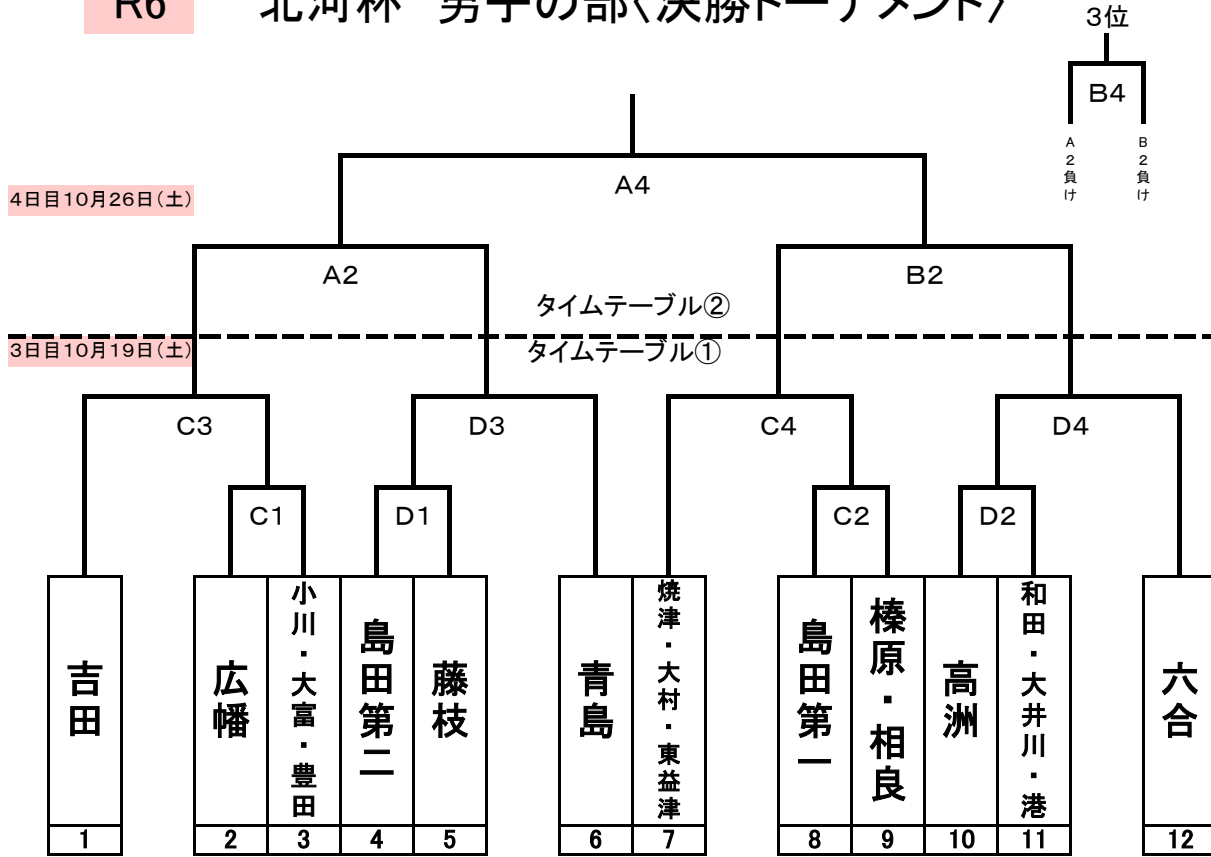 R6 北河杯 男子の部〈決勝トーナメント〉
3位
B4
A2負け
B2負け
A4
4日目10月26日(土)
A2
B2
タイムテーブル②
3日目10月19日(土)
タイムテーブル①
C3
D3
C4
D4
C1
D1
C2
D2
吉田
広幡
小川・大富・豊田
島田第二
藤枝
青島
焼津・大村・東益津
島田第一
榛原・相良
高洲
和田・大井川・港
六合
1 2 3 4 5 6 7 8 9 10 11 12